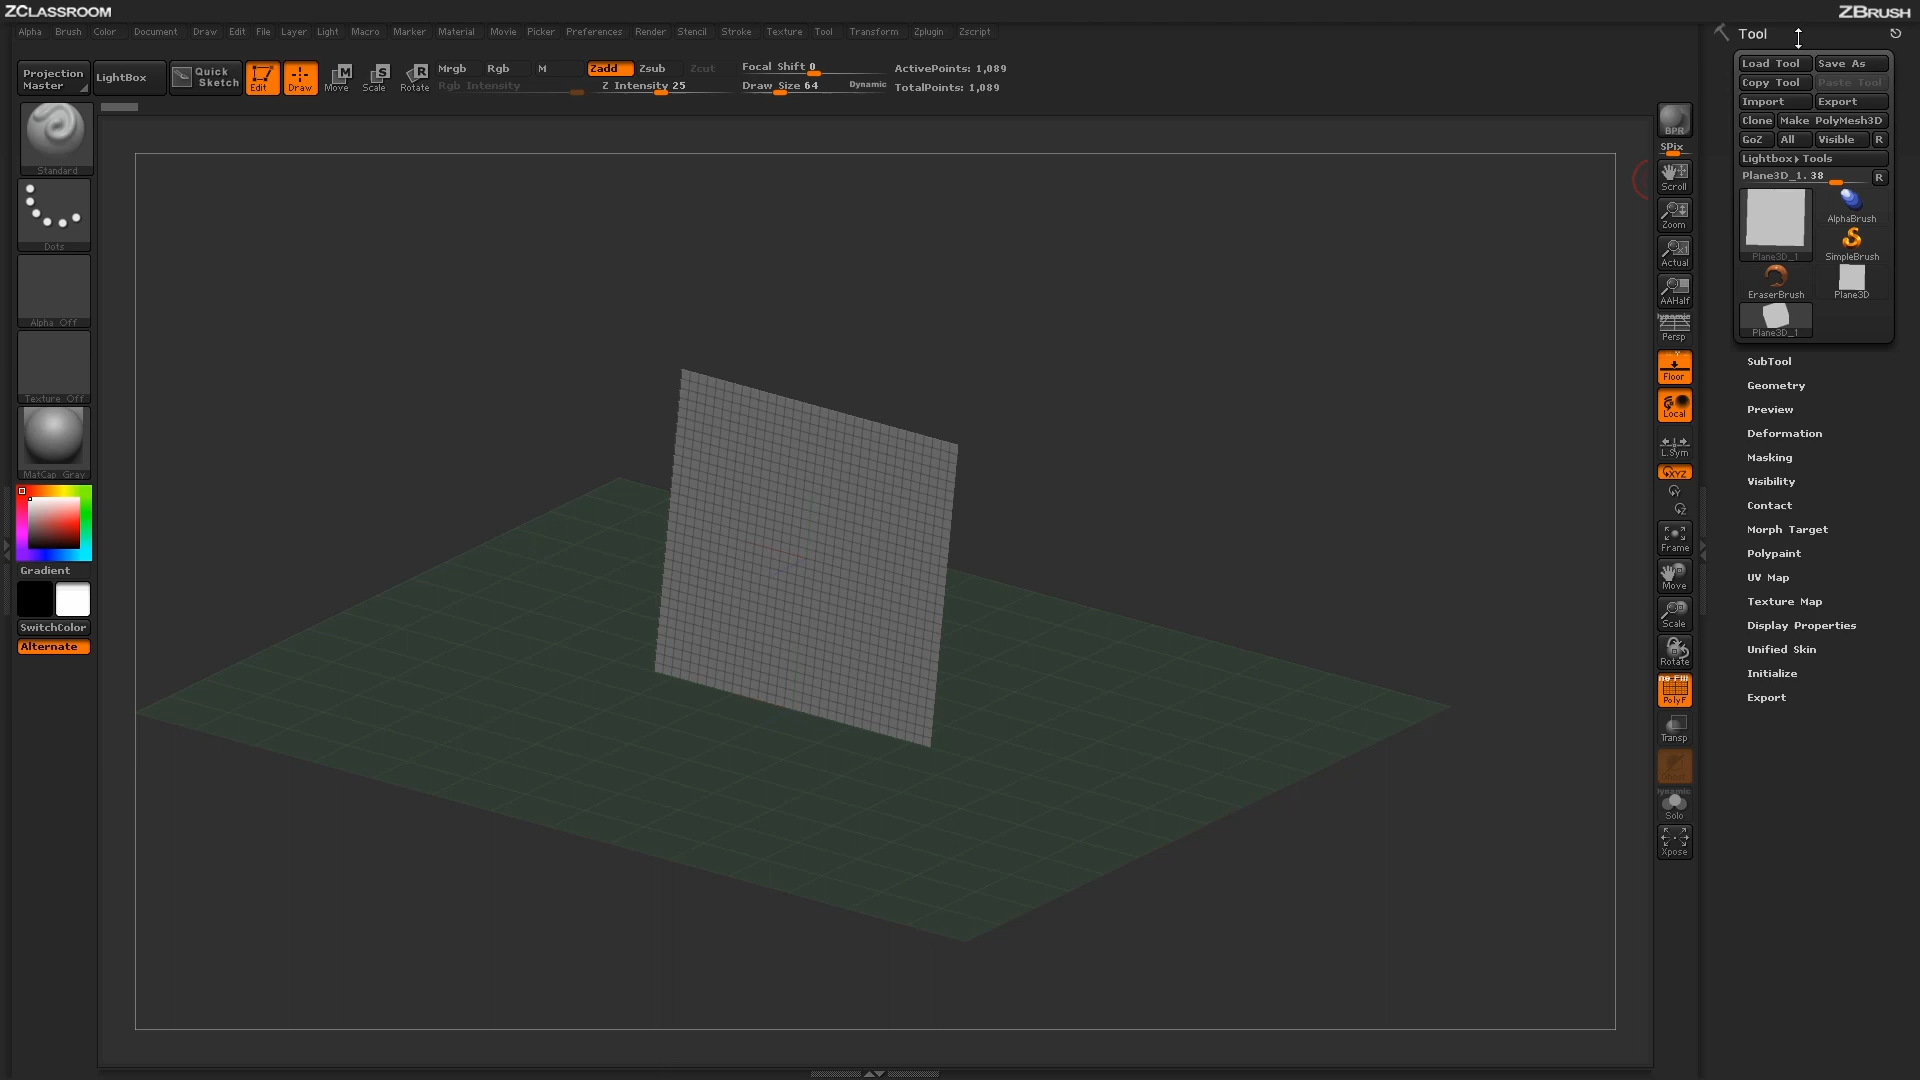 ZCLASSROOM
ZBRUSH
Alpha Brush Color Document Draw Edit File Layer Light Macro Marker Material Movie Picker Preferences Render Stencil Stroke Texture Tool Transform Zplugin Zscript
Tool
Projection Master
LightBox
Quick Sketch
Edit
Draw
Move
Scale
Rotate
Mrgb Rgb M Zadd Zsub Zcut
Rgb Intensity Z Intensity 25
Focal Shift 0
Draw Size 64 Dynamic
ActivePoints: 1,089
TotalPoints: 1,089
Standard
Dots
Alpha Off
Texture Off
MatCap Gray
Gradient
SwitchColor
Alternate
BPR
SPix
Scroll
Zoom
Actual
AAHalf
Dynamic
Persp
Floor
Local
L.Sym
XYZ
Frame
Move
Scale
Rotate
PolyF
Transp
Dynamic
Solo
Xpose
Load Tool Save As
Copy Tool Paste Tool
Import Export
Clone Make PolyMesh3D
GoZ All Visible R
Lightbox▸Tools
Plane3D_1. 38 R
Plane3D_1
AlphaBrush
SimpleBrush
EraserBrush
Plane3D
Plane3D_1
SubTool
Geometry
Preview
Deformation
Masking
Visibility
Contact
Morph Target
Polypaint
UV Map
Texture Map
Display Properties
Unified Skin
Initialize
Export